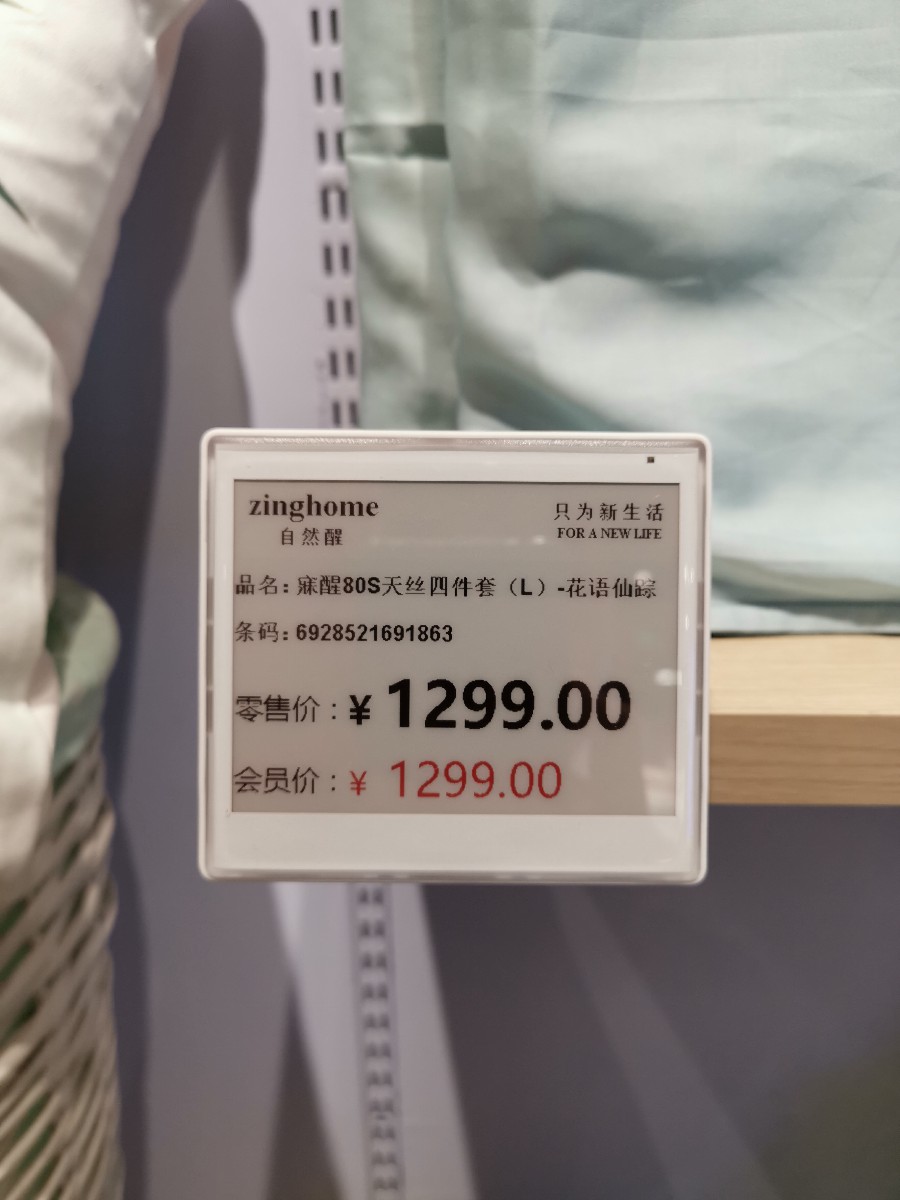 zinghome
自然醒
只为新生活
FOR A NEW LIFE
品名：寐醒80S天丝四件套（L）-花语仙踪
条码：6928521691863
零售价：¥ 1299.00
会员价：¥ 1299.00